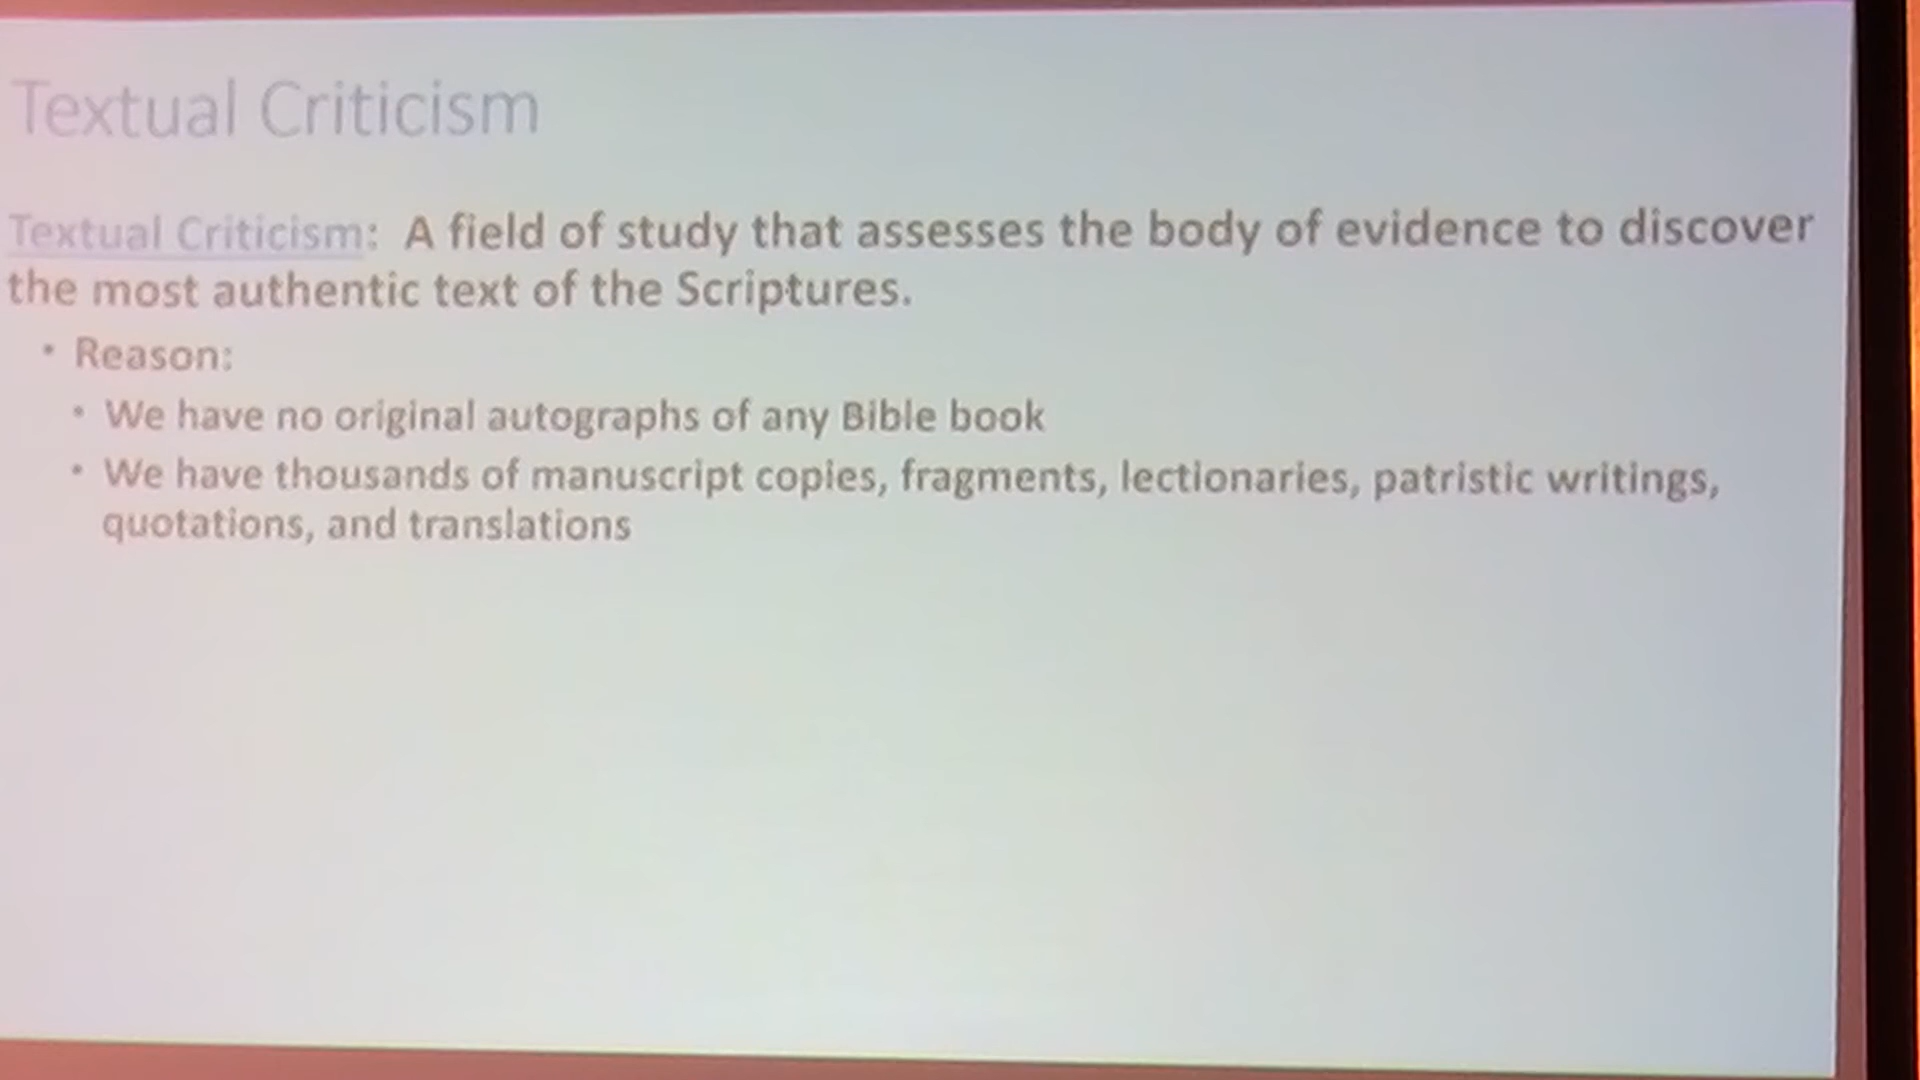 Textual Criticism
Textual Criticism: A field of study that assesses the body of evidence to discover
the most authentic text of the Scriptures.
• Reason:
• We have no original autographs of any Bible book
• We have thousands of manuscript copies, fragments, lectionaries, patristic writings,
quotations, and translations